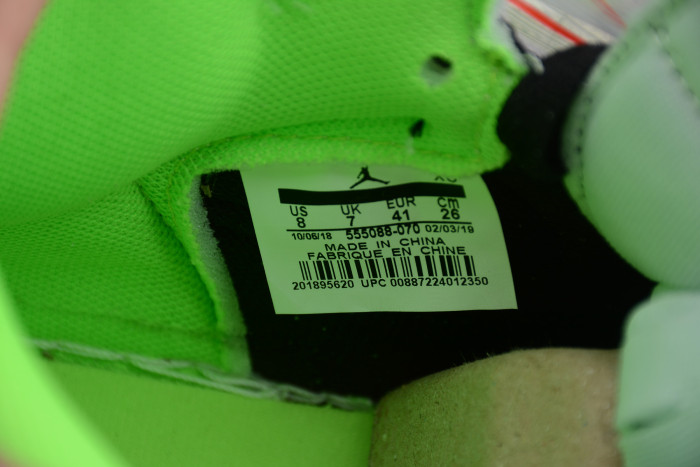 US UK EUR Cm
8 7 41 26
10/06/18 555088-070 02/03/19
MADE IN CHINA
FABRIQUE EN CHINE
201895620 UPC 00887224012350